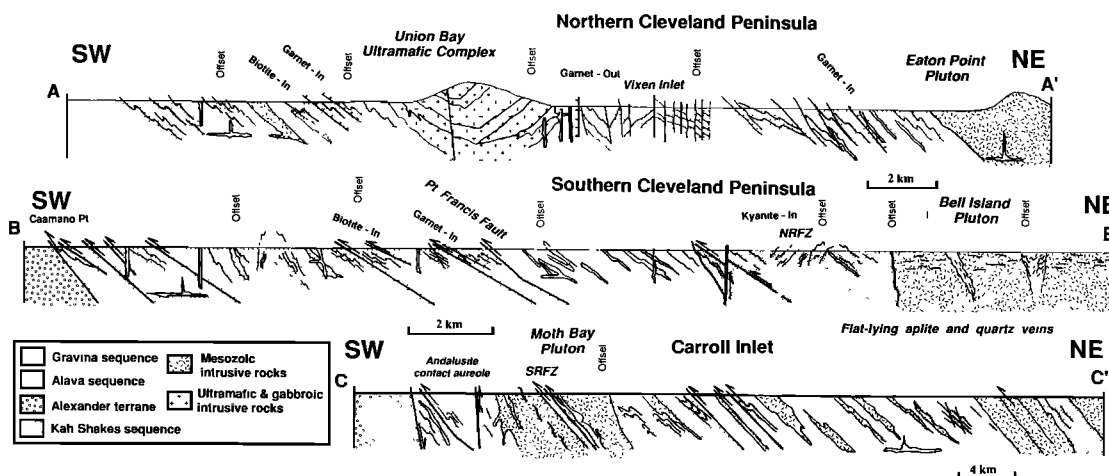 Northern Cleveland Peninsula
SW
Union Bay
Ultramafic Complex
Offset
Biotite - In
Garnet - In
Offset
Offset
Garnet - Out
Vixen Inlet
Offset
Garnet - In
Eaton Point
Pluton
NE
A
A'
2 km
Southern Cleveland Peninsula
SW
Caamano Pt
B
Offset
Offset
Biotite - In
Garnet - In
Pt Francis Fault
Offset
Kyanite - In
NRFZ
Offset
Offset
Bell Island
Pluton
Offset
NE
2 km
Flat-lying aplite and quartz veins
SW
Andalusite
contact aureole
Moth Bay
Pluton
SRFZ
Offset
Carroll Inlet
NE
C
C'
4 km
Gravina sequence
Alava sequence
Alexander terrane
Kah Shakes sequence
Mesozoic
intrusive rocks
Ultramafic & gabbroic
intrusive rocks